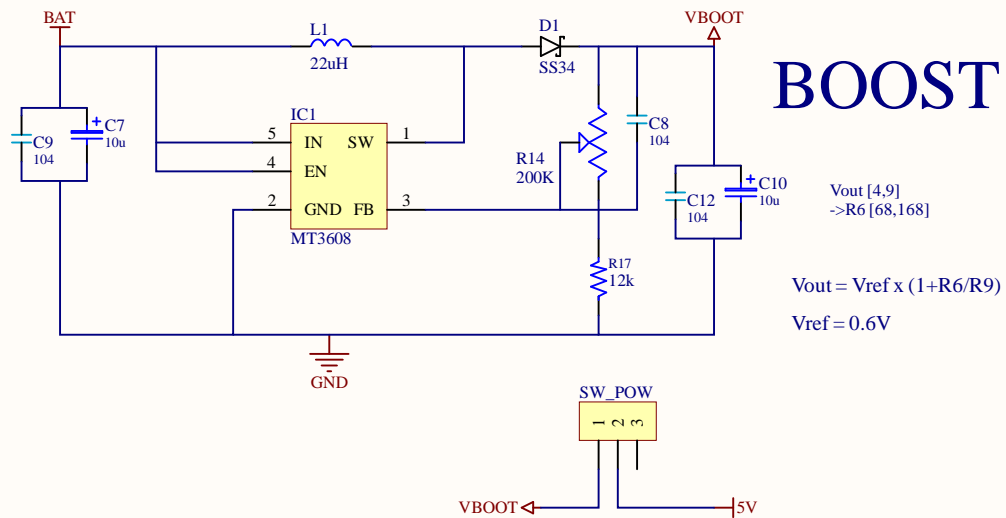 BAT
L1
22uH
D1
SS34
VBOOT
BOOST
IC1
5 IN SW 1
4 EN
2 GND FB 3
MT3608
C9
104
+
C7
10u
R14
200K
C8
104
R17
12k
C12
104
+
C10
10u
Vout [4,9]
->R6 [68,168]
Vout = Vref x (1+R6/R9)
Vref = 0.6V
GND
SW_POW
1 2 3
VBOOT
5V